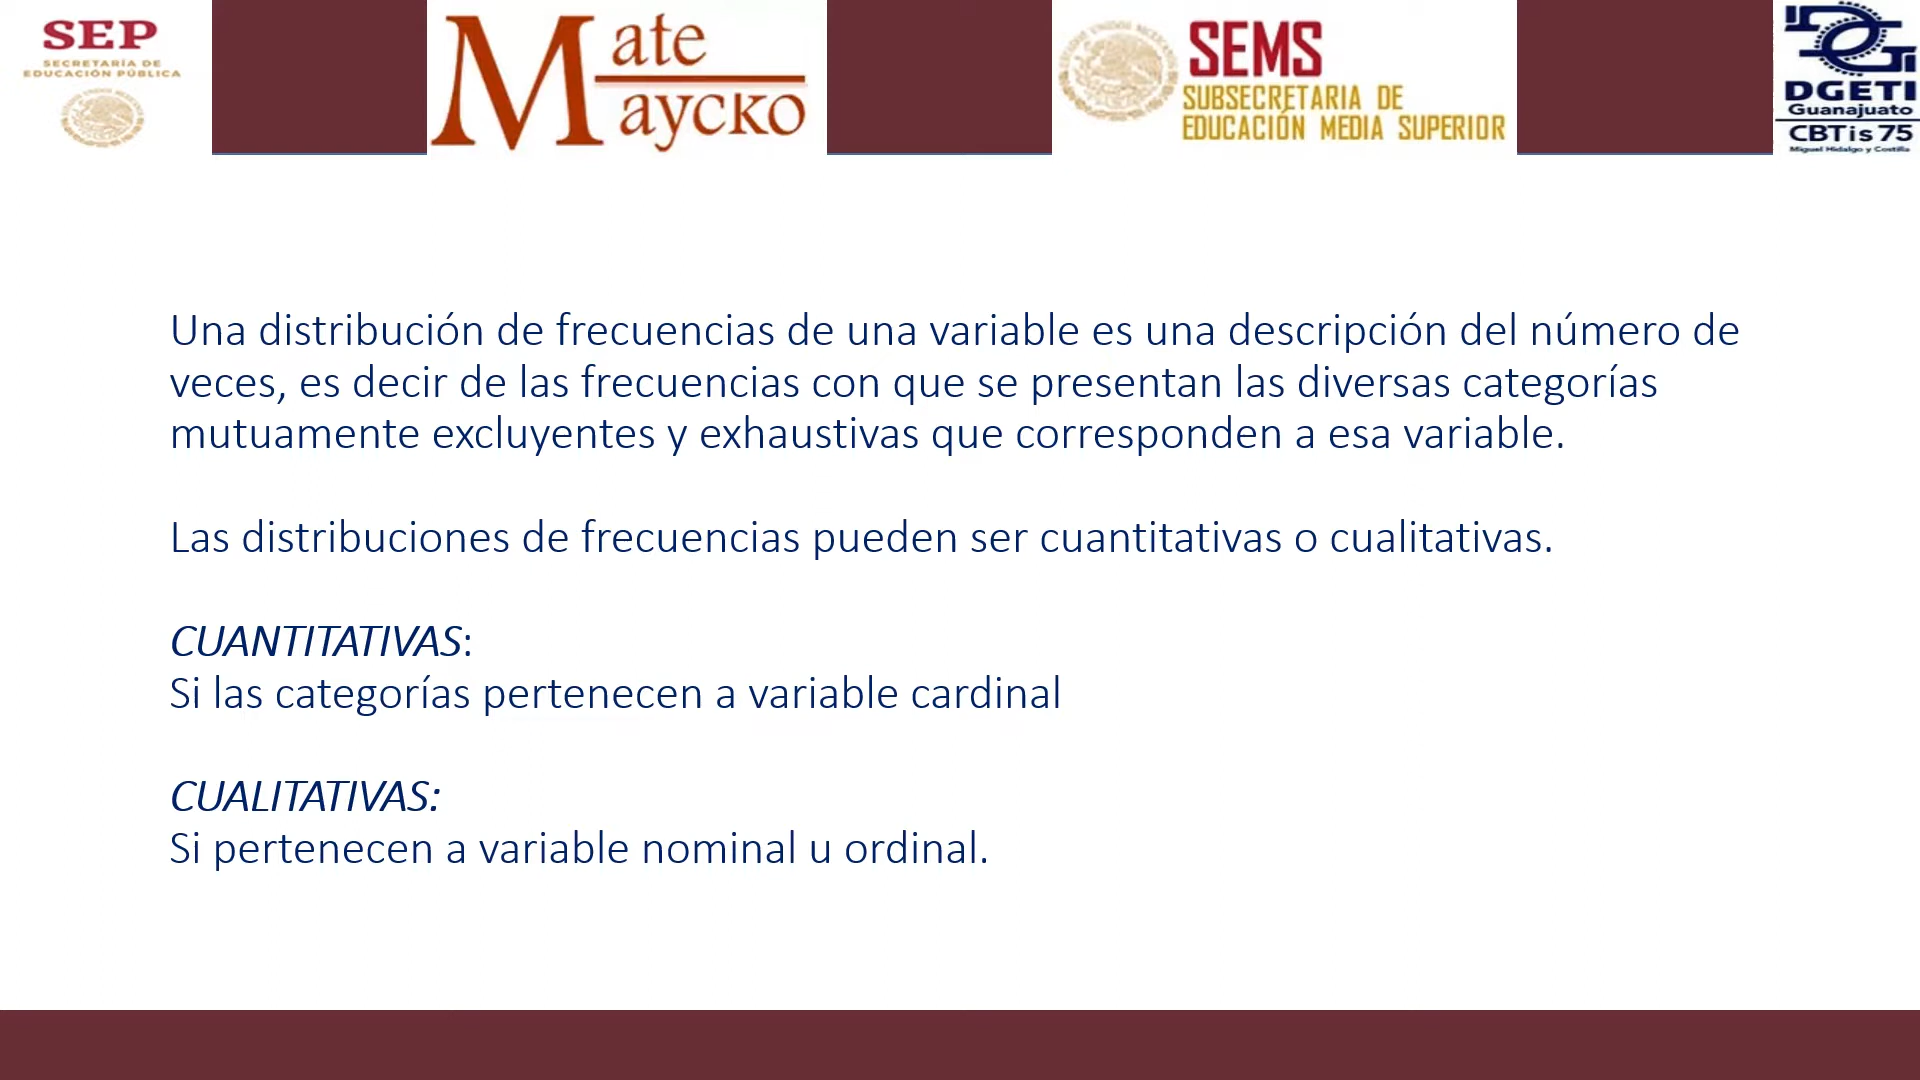 SEP
SECRETARÍA DE
EDUCACIÓN PÚBLICA
Mate
Maycko
SEMS
SUBSECRETARIA DE
EDUCACIÓN MEDIA SUPERIOR
DGETI
Guanajuato
CBTis 75
Miguel Hidalgo y Costilla
Una distribución de frecuencias de una variable es una descripción del número de
veces, es decir de las frecuencias con que se presentan las diversas categorías
mutuamente excluyentes y exhaustivas que corresponden a esa variable.
Las distribuciones de frecuencias pueden ser cuantitativas o cualitativas.
CUANTITATIVAS:
Si las categorías pertenecen a variable cardinal
CUALITATIVAS:
Si pertenecen a variable nominal u ordinal.